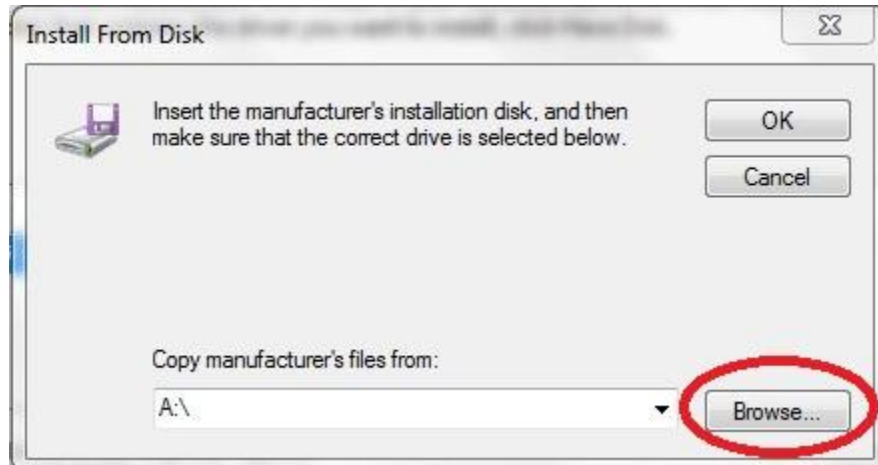 Install From Disk
Insert the manufacturer's installation disk, and then
make sure that the correct drive is selected below.
OK
Cancel
Copy manufacturer's files from:
A:\
Browse...